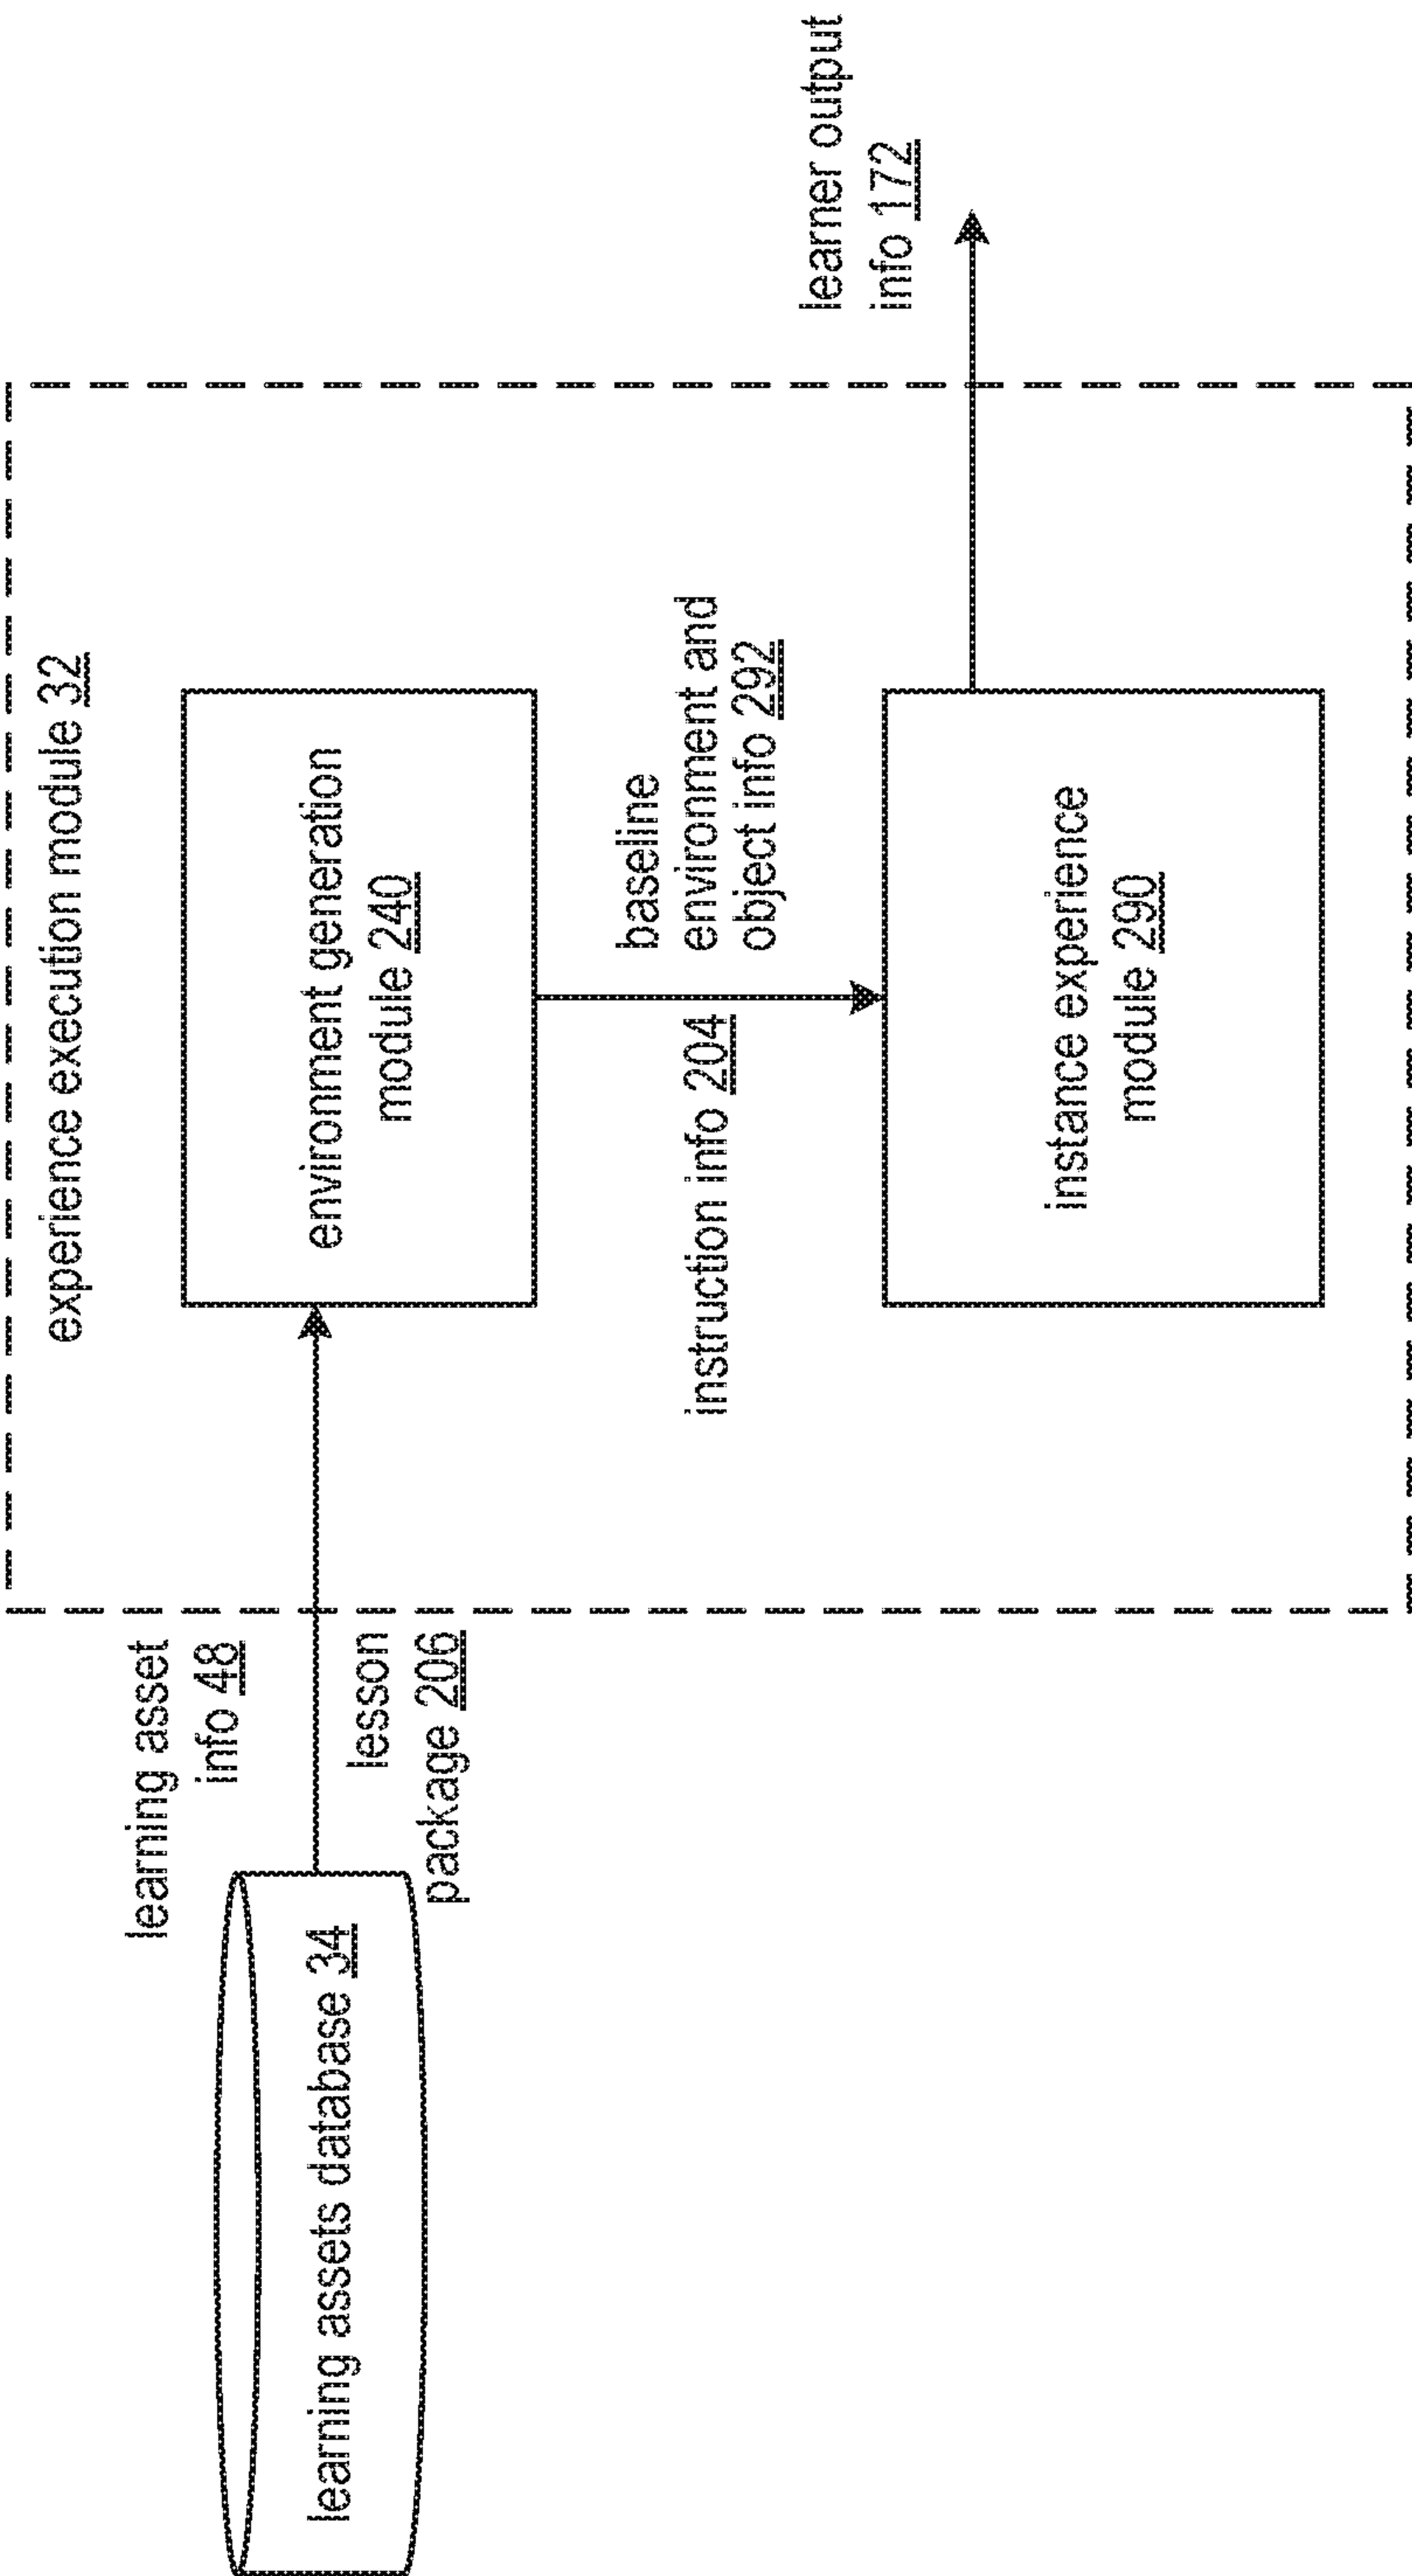 learning assets database 34
learning asset
info 48
lesson
package 206
experience execution module 32
environment generation
module 240
instruction info 204
baseline
environment and
object info 292
instance experience
module 290
learner output
info 172